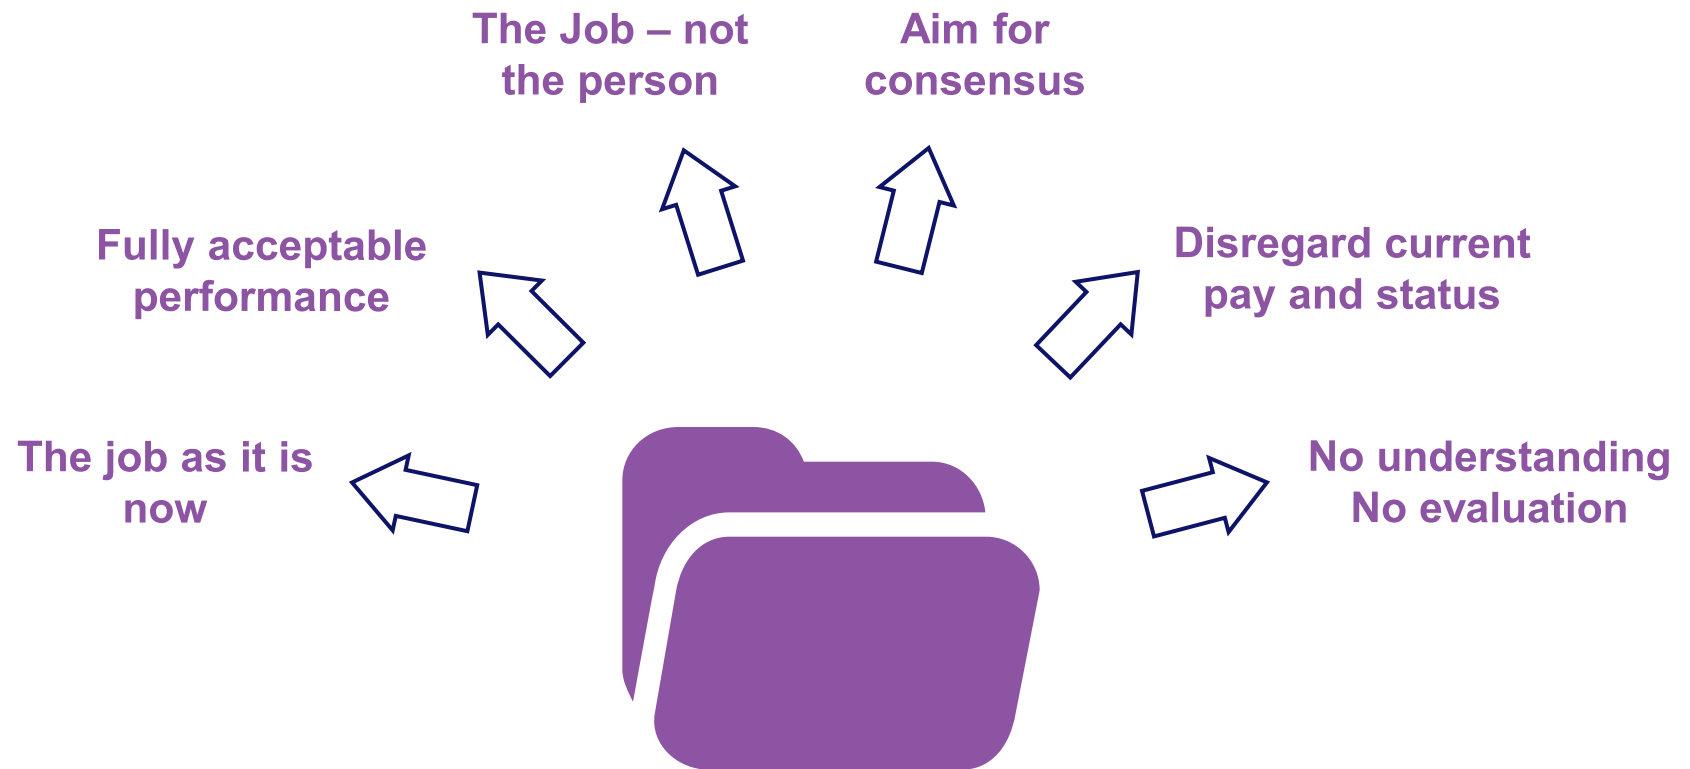 The Job – not
the person
Aim for
consensus
Fully acceptable
performance
Disregard current
pay and status
The job as it is
now
No understanding
No evaluation